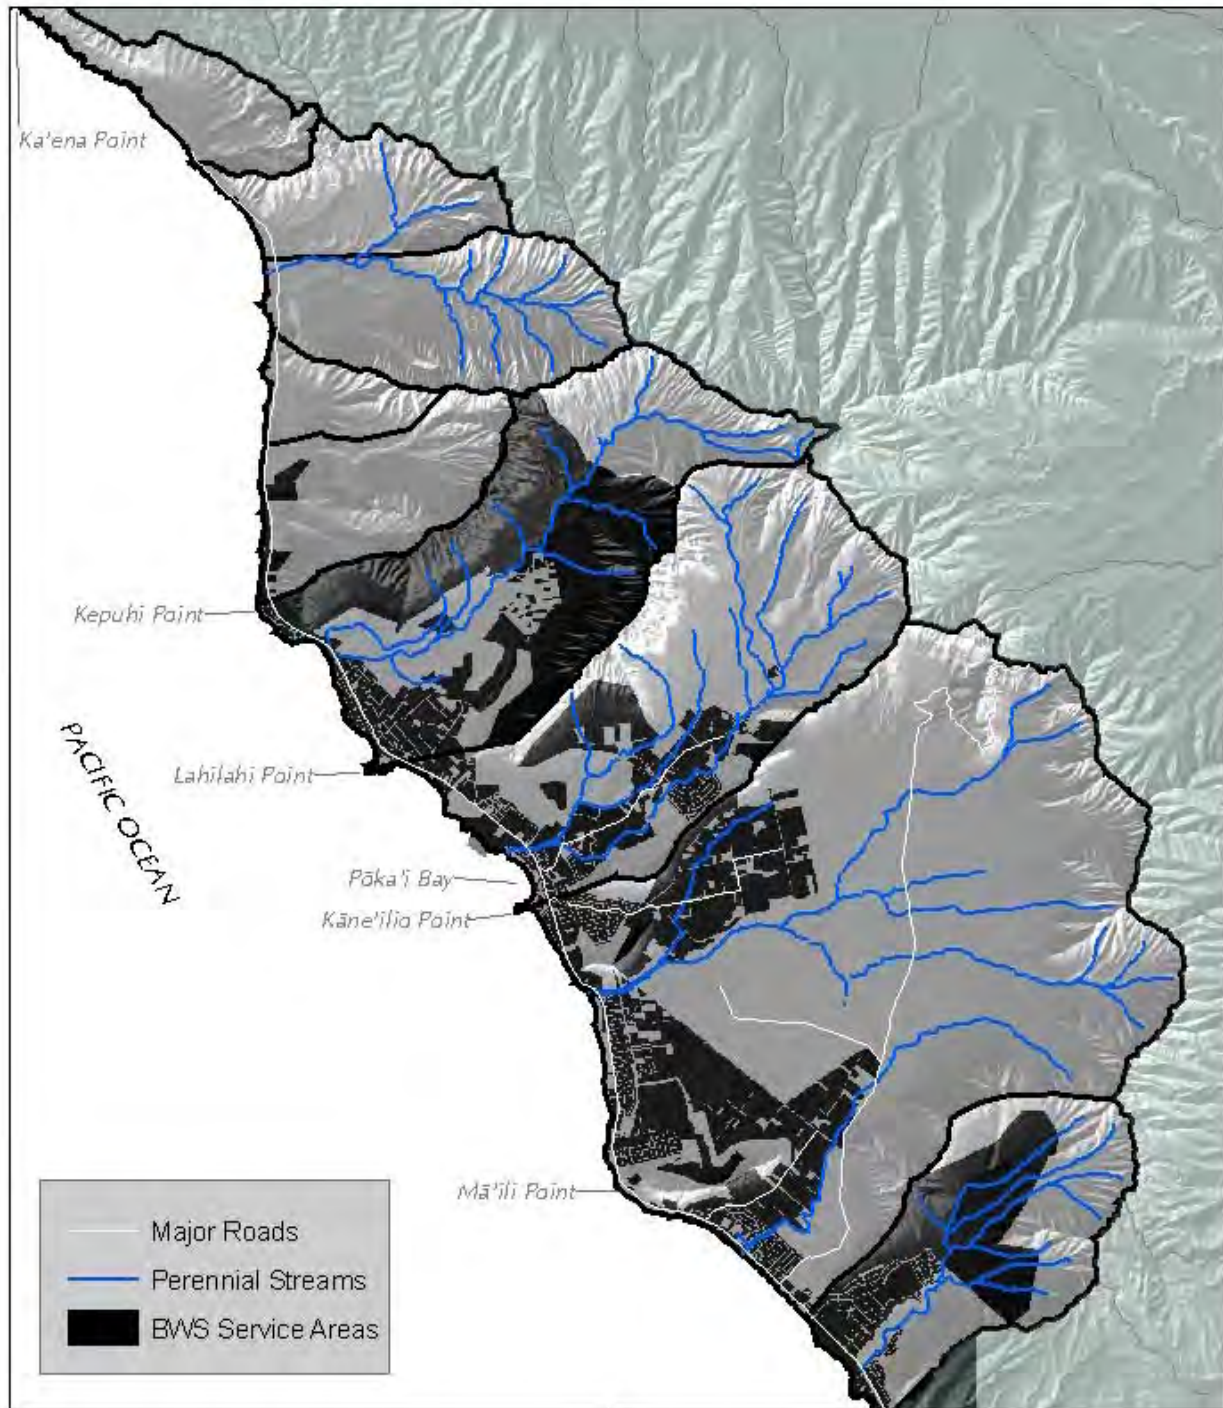 Ka'ena Point
Kepuhi Point
PACIFIC OCEAN
Lahilahi Point
Pōka'i Bay
Kāne'ilio Point
Mā'ili Point
Major Roads
Perennial Streams
BWS Service Areas